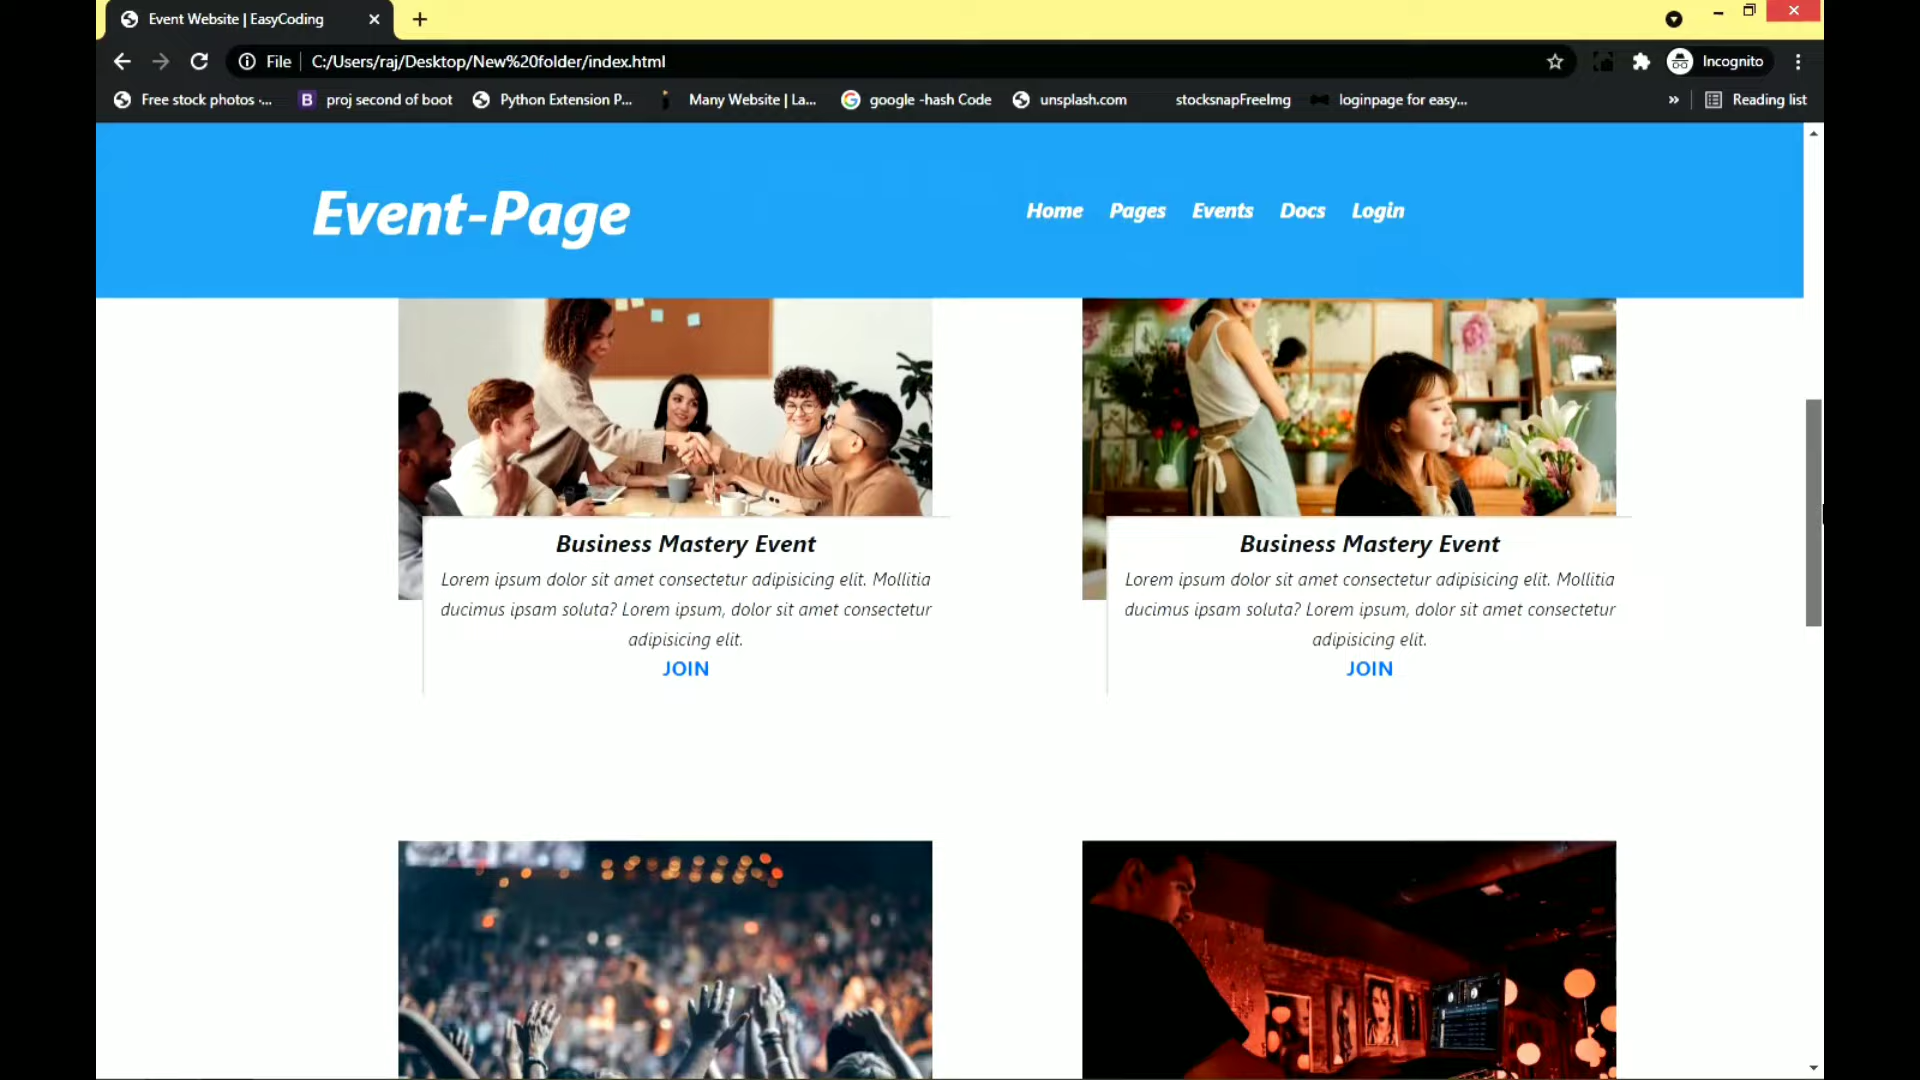 Event Website | EasyCoding
File C:/Users/raj/Desktop/New%20folder/index.html Incognito
Free stock photos ·... B proj second of boot Python Extension P... Many Website | La... google -hash Code unsplash.com stocksnapFreeImg loginpage for easy... » Reading list
Event-Page Home Pages Events Docs Login
Business Mastery Event
Lorem ipsum dolor sit amet consectetur adipisicing elit. Mollitia
ducimus ipsam soluta? Lorem ipsum, dolor sit amet consectetur
adipisicing elit.
JOIN
Business Mastery Event
Lorem ipsum dolor sit amet consectetur adipisicing elit. Mollitia
ducimus ipsam soluta? Lorem ipsum, dolor sit amet consectetur
adipisicing elit.
JOIN